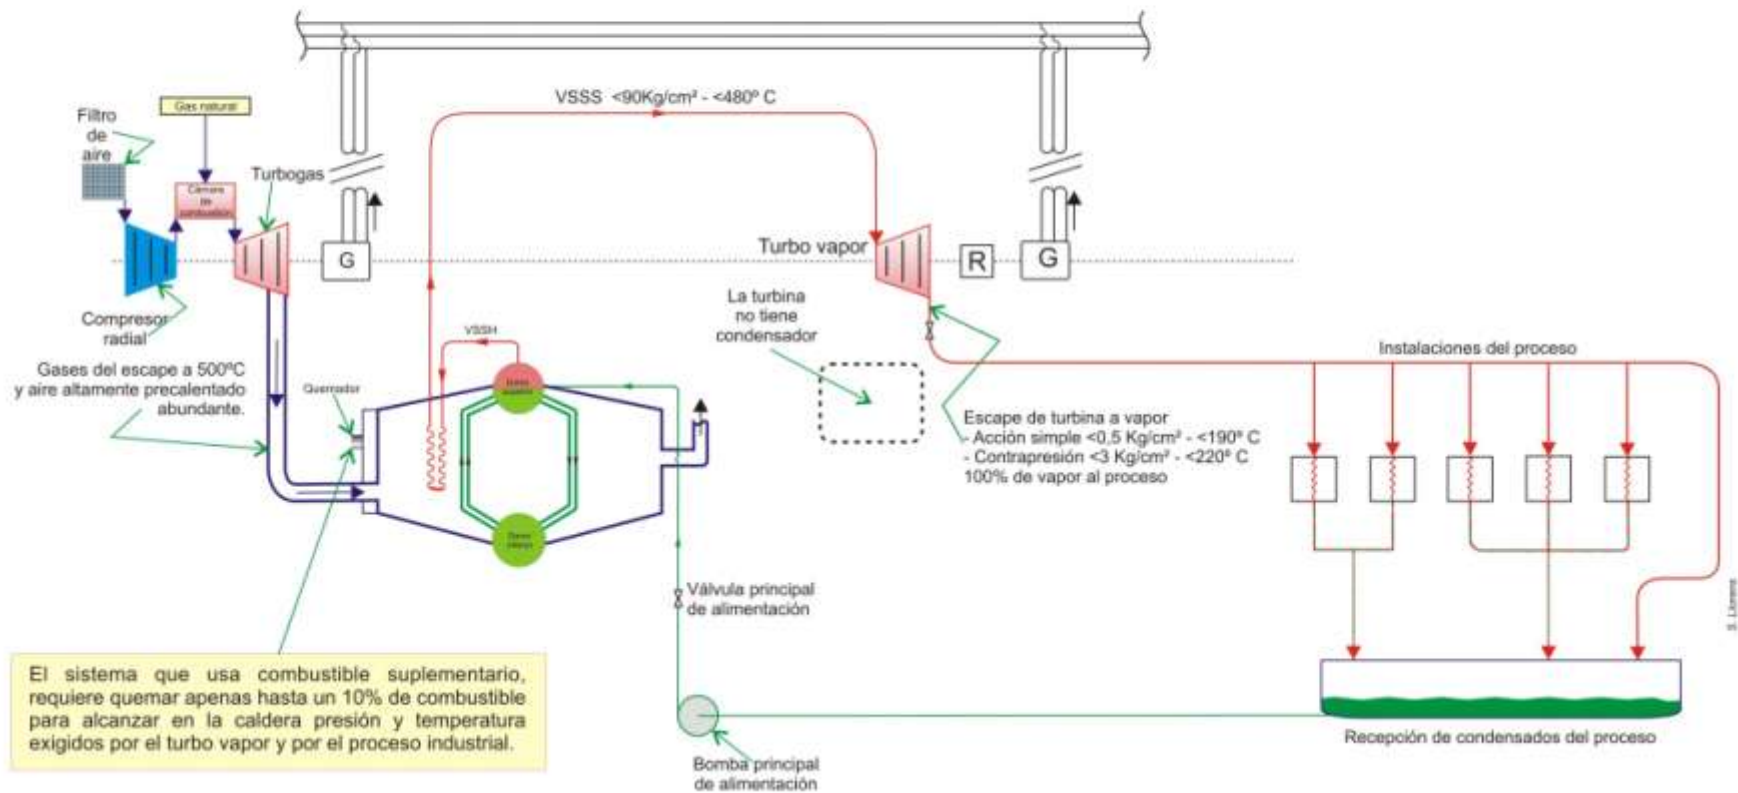 VSSS <90Kg/cm² - <480º C
Gas natural
Filtro
de
aire
Cámara
de
combustión
Turbogas
G
Turbo vapor
R
G
Compresor
radial
La turbina
no tiene
condensador
VSSH
Instalaciones del proceso
Gases del escape a 500ºC
y aire altamente precalentado
abundante.
Quemador
Escape de turbina a vapor
- Acción simple <0,5 Kg/cm² - <190º C
- Contrapresión <3 Kg/cm² - <220º C
100% de vapor al proceso
Válvula principal
de alimentación
S. Llorens
El sistema que usa combustible suplementario,
requiere quemar apenas hasta un 10% de combustible
para alcanzar en la caldera presión y temperatura
exigidos por el turbo vapor y por el proceso industrial.
Recepción de condensados del proceso
Bomba principal
de alimentación